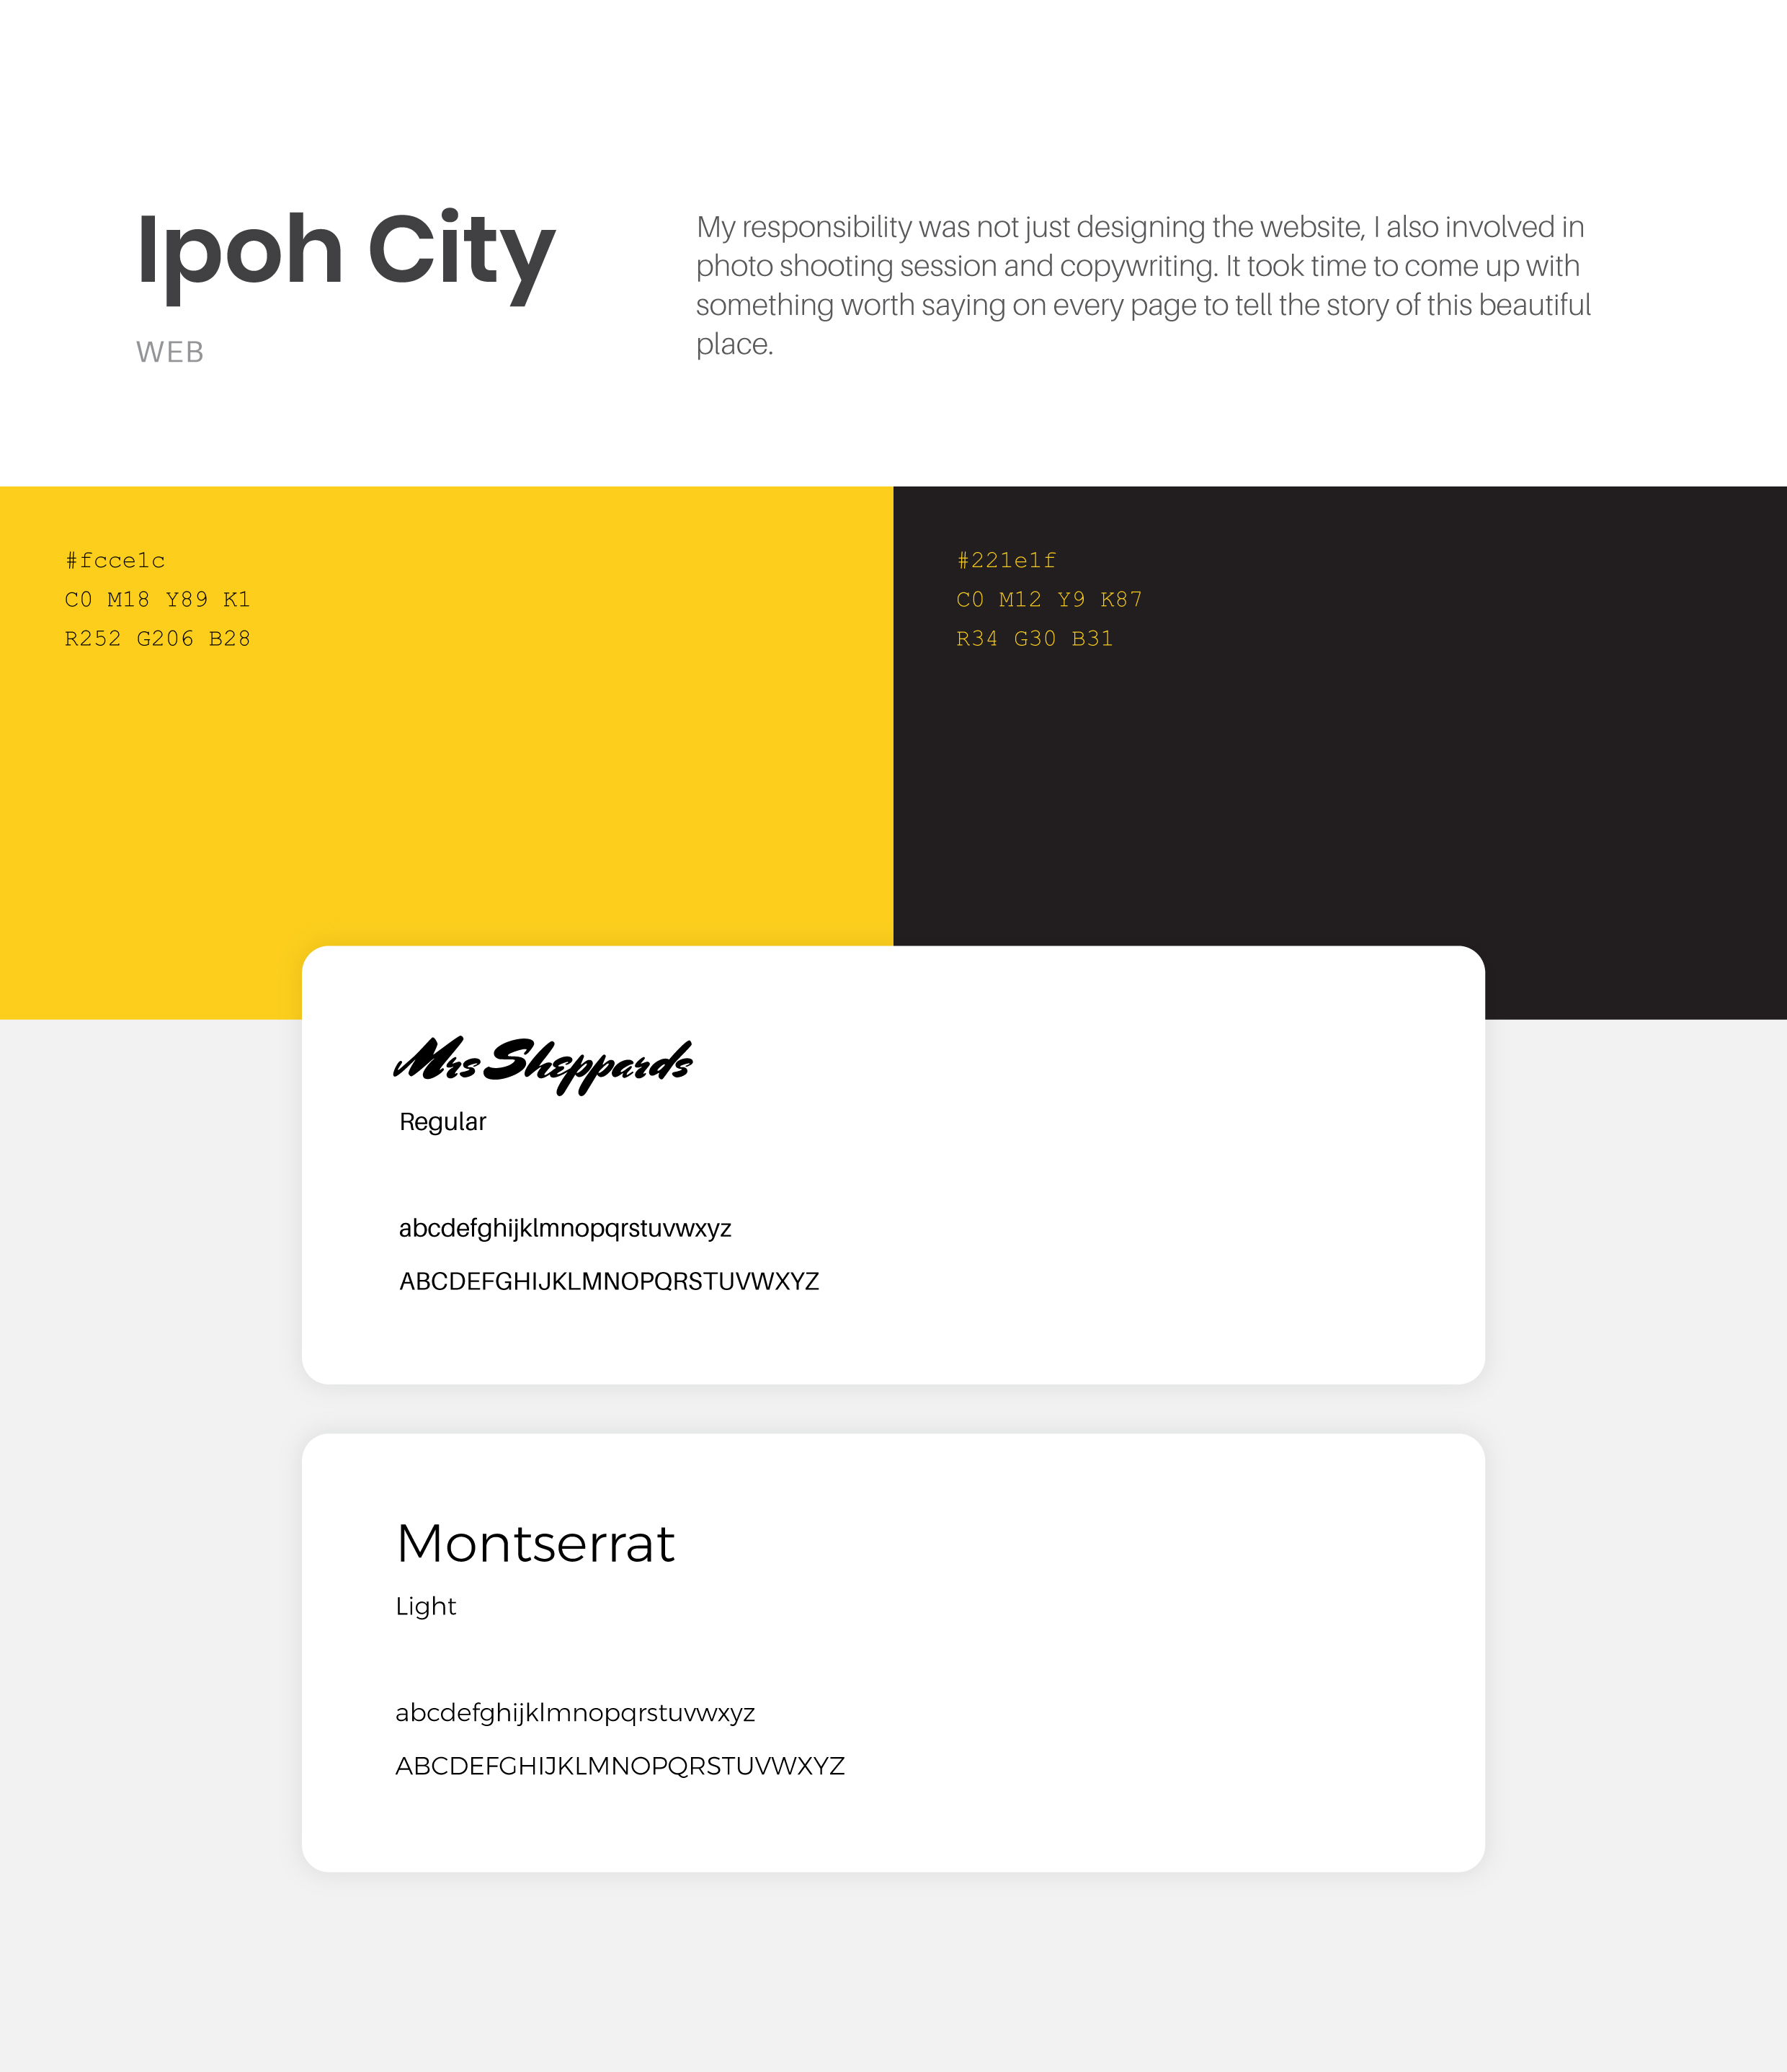 Ipoh City
WEB
My responsibility was not just designing the website, I also involved in
photo shooting session and copywriting. It took time to come up with
something worth saying on every page to tell the story of this beautiful
place.
#fcce1c
C0 M18 Y89 K1
R252 G206 B28
#221e1f
C0 M12 Y9 K87
R34 G30 B31
Mrs Sheppards
Regular
abcdefghijklmnopqrstuvwxyz
ABCDEFGHIJKLMNOPQRSTUVWXYZ
Montserrat
Light
abcdefghijklmnopqrstuvwxyz
ABCDEFGHIJKLMNOPQRSTUVWXYZ